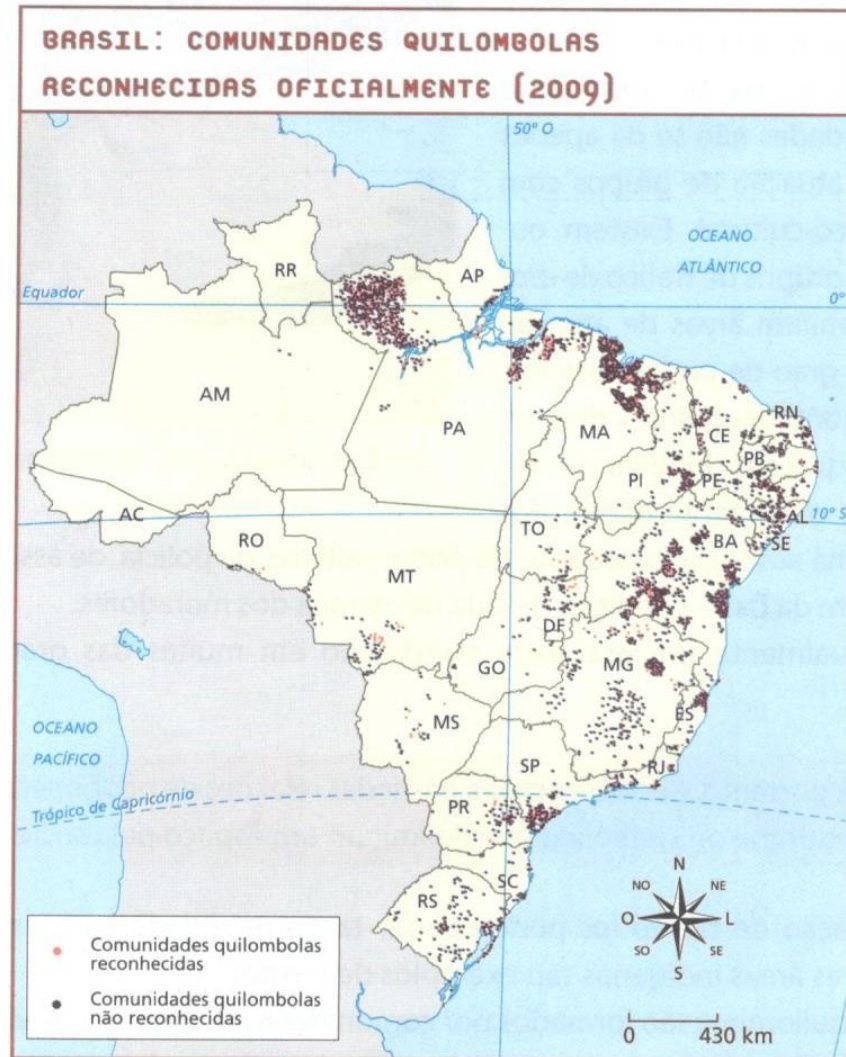 BRASIL: COMUNIDADES QUILOMBOLAS
RECONHECIDAS OFICIALMENTE (2009)
50° O
OCEANO
ATLÂNTICO
RR
AP
Equador
0°
AM
PA
MA
CE
RN
PB
PI
PE
AC
AL
10° S
RO
TO
BA
SE
MT
DF
GO
MG
OCEANO
PACÍFICO
MS
ES
SP
RJ
Trópico de Capricórnio
PR
SC
RS
N
NO
NE
O
L
SO
SE
S
Comunidades quilombolas
reconhecidas
Comunidades quilombolas
não reconhecidas
0 430 km